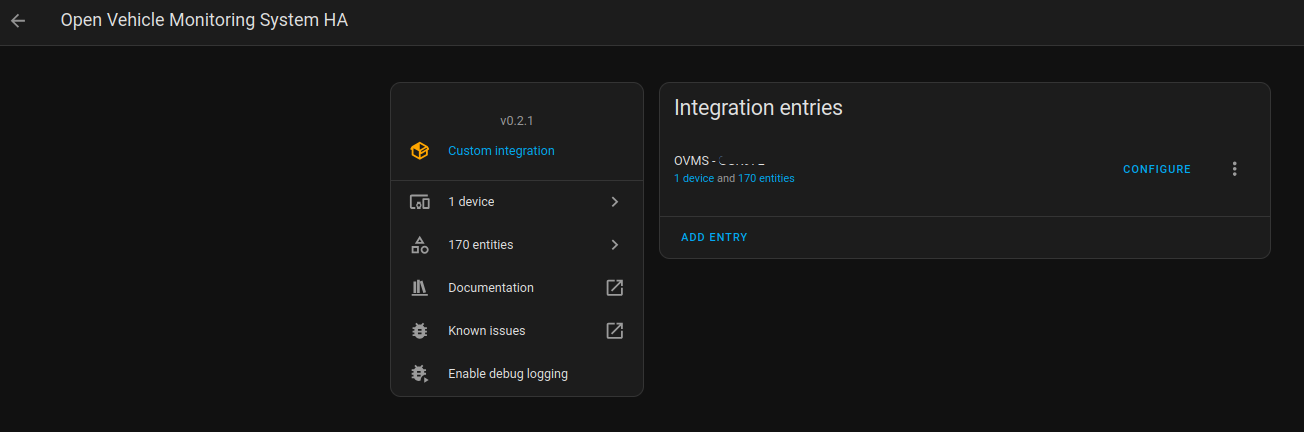 Open Vehicle Monitoring System HA
v0.2.1
Custom integration
1 device
170 entities
Documentation
Known issues
Enable debug logging
Integration entries
OVMS -
1 device and 170 entities
CONFIGURE
ADD ENTRY